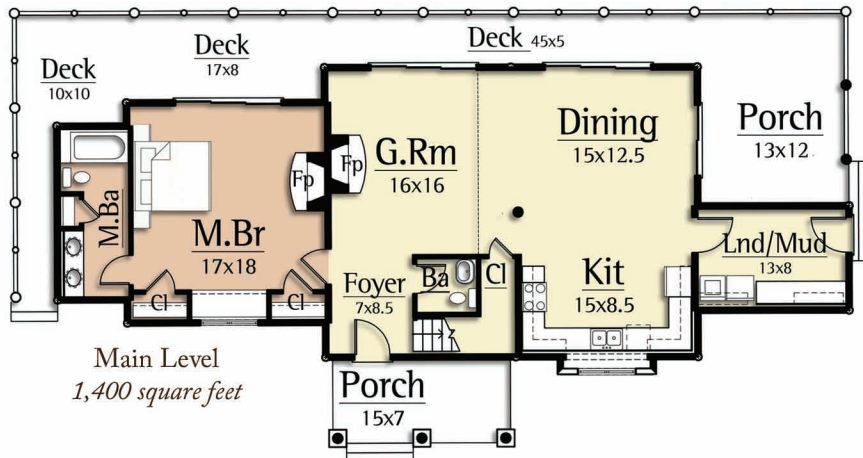 Deck
10x10
Deck
17x8
Deck 45x5
Porch
13x12
Dining
15x12.5
G.Rm
16x16
Fp
Fp
M.Ba
M.Br
17x18
Cl
Cl
Foyer
7x8.5
Ba
Cl
Kit
15x8.5
Lnd/Mud
13x8
Main Level
1,400 square feet
Porch
15x7